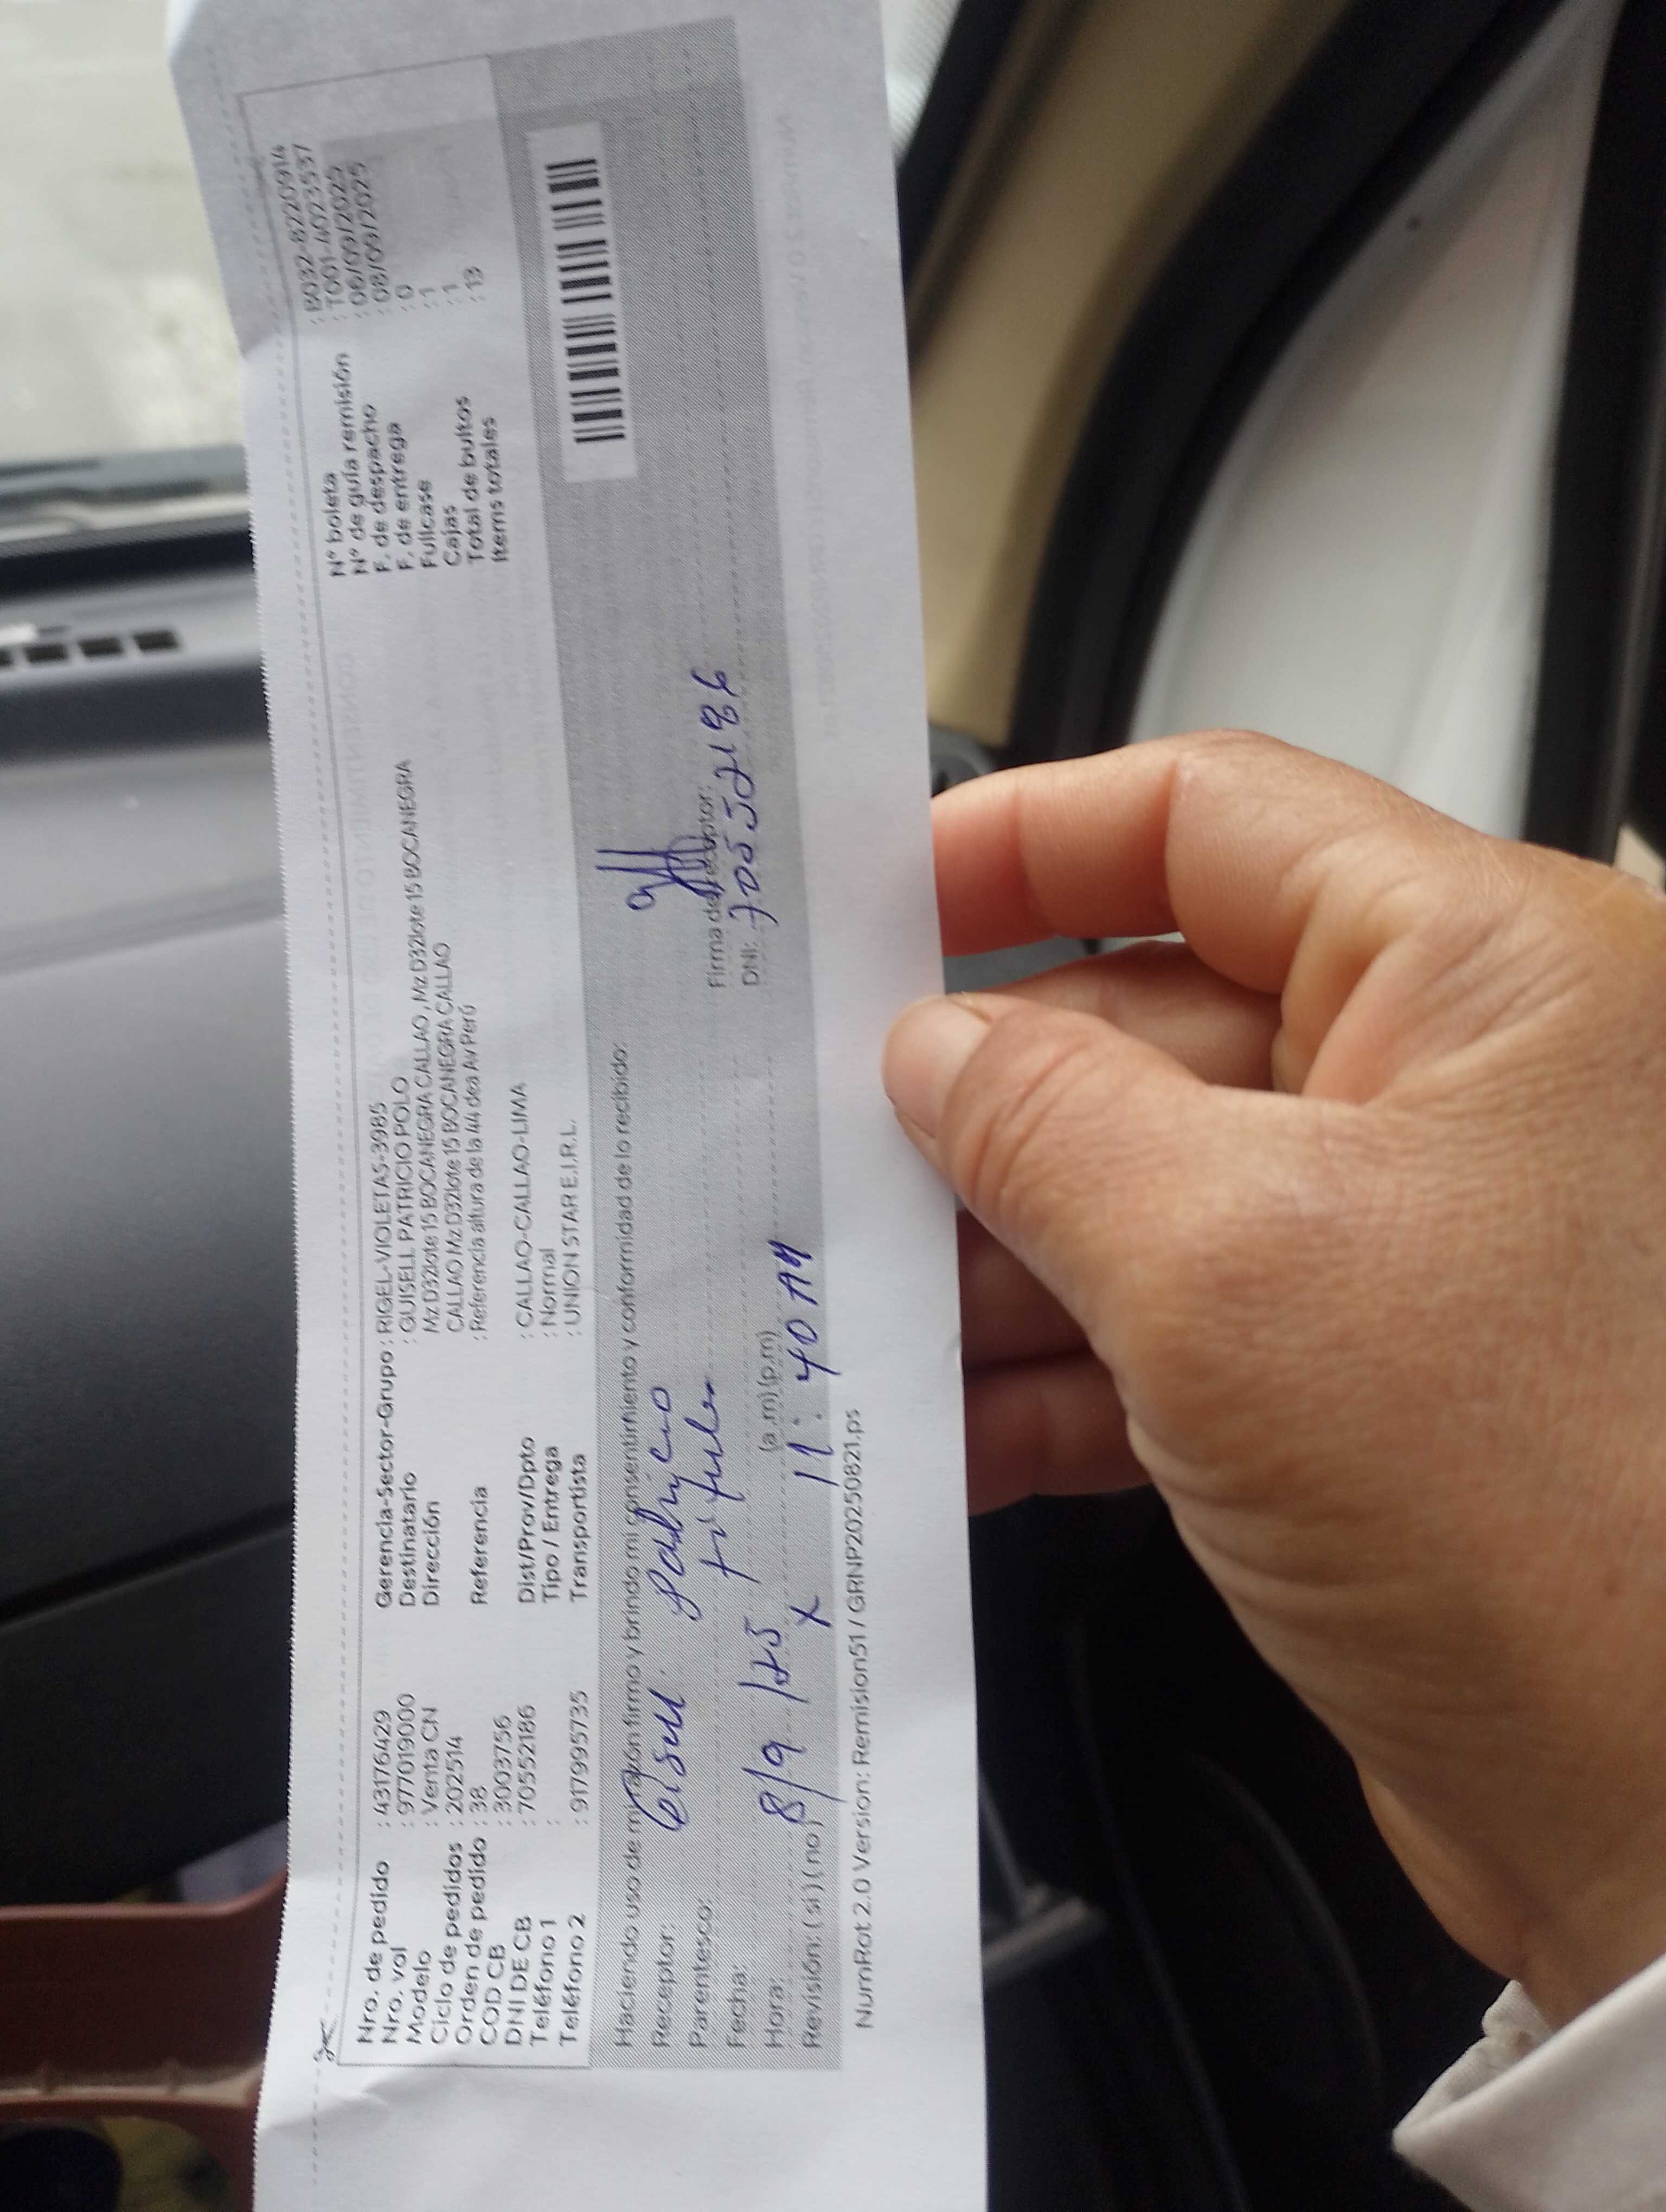 Nro. de pedido : 43176429
Nro. vol : 977019000
Modelo : Venta CN
Ciclo de pedidos : 202514
Orden de pedido : 38
COD CB : 3003756
DNI DE CB : 70552186
Teléfono 1 :
Teléfono 2 : 917995735
Gerencia-Sector-Grupo : RIGEL-VIOLETAS-3985
Destinatario : GUISELL PATRICIO POLO
Dirección Mz D32lote 15 BOCANEGRA CALLAO , Mz D32lote 15 BOCANEGRA
CALLAO Mz D32lote 15 BOCANEGRA CALLAO
Referencia : Referencia altura de la 44 dea Av Perú
Dist/Prov/Dpto : CALLAO-CALLAO-LIMA
Tipo / Entrega : Normal
Transportista : UNION STAR E.I.R.L.
Nº boleta : B032-8220914
Nº de guía remisión : T001-4023537
F. de despacho : 06/09/2025
F. de entrega : 08/09/2025
Fullcase : 0
Cajas : 1
Total de bultos : 1
Items totales : 13
Haciendo uso de mi razón firmo y brindo mi consentimiento y conformidad de lo recibido:
Receptor: Gisell Patricio
Parentesco: titular
Fecha: 8/9/25
Hora: 11:40 AM (a.m) (p.m)
Revisión: ( si ) ( no ) X
Firma del receptor:
DNI: 70552186
NumRot 2.0 Version: Remision51 / GRNP20250821.ps